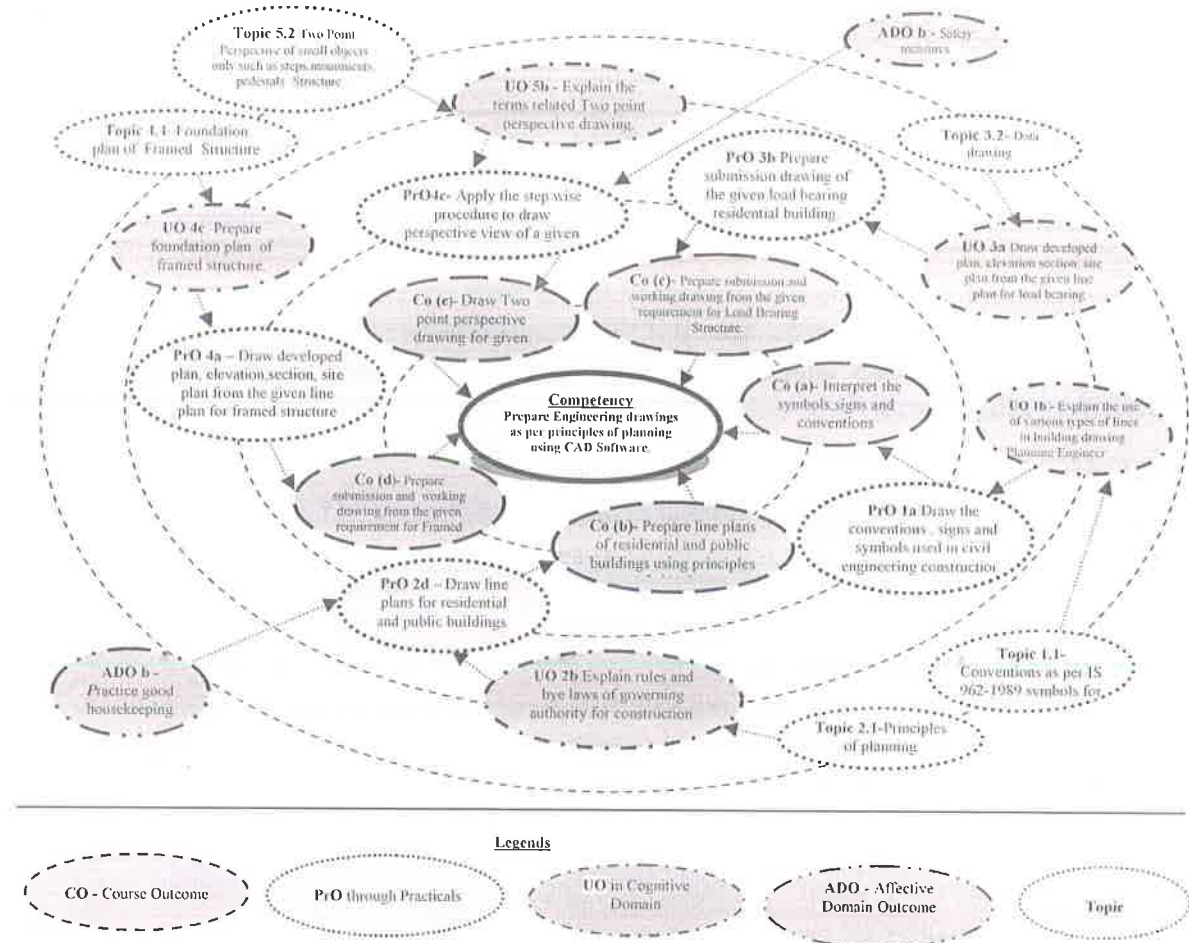 Topic 5.2 Two Point
Perspective of small objects
only such as steps, monuments,
pedestals Structure
ADO b - Safety
measures
UO 5b - Explain the
terms related Two point
perspective drawing.
Topic 4.1- Foundation
plan of Framed Structure
Topic 3.2- Data
drawing
PrO 3b Prepare
submission drawing of
the given load bearing
residential building
PrO4c- Apply the step wise
procedure to draw
perspective view of a given
UO 4c -Prepare
foundation plan of
framed structure.
UO 3a Draw developed
plan, elevation section, site
plan from the given line
plan for load bearing
Co (c)- Prepare submission and
working drawing from the given
requirement for Load Bearing
Structure.
Co (e)- Draw Two
point perspective
drawing for given
PrO 4a – Draw developed
plan, elevation,section, site
plan from the given line
plan for framed structure
Co (a)- Interpret the
symbols,signs and
conventions
Competency
Prepare Engineering drawings
as per principles of planning
using CAD Software.
UO 1b - Explain the use
of various types of lines
in building drawing
Planning Engineer
Co (d)- Prepare
submission and working
drawing from the given
requirement for Framed
Co (b)- Prepare line plans
of residential and public
buildings using principles
PrO 1a Draw the
conventions , signs and
symbols used in civil
engineering construction
PrO 2d – Draw line
plans for residential
and public buildings
ADO b -
Practice good
housekeeping
UO 2b Explain rules and
bye laws of governing
authority for construction
Topic 1.1-
Conventions as per IS
962-1989 symbols for
Topic 2.1-Principles
of planning
Legends
CO - Course Outcome
PrO through Practicals
UO in Cognitive
Domain
ADO - Affective
Domain Outcome
Topic